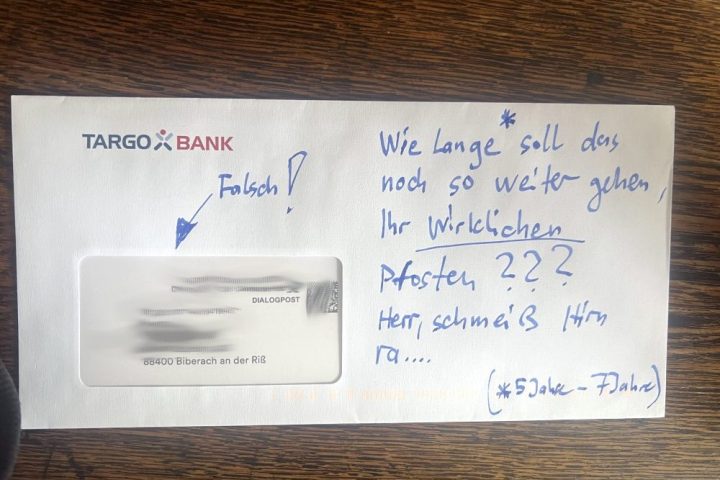 TARGO BANK
Falsch!
DIALOGPOST
88400 Biberach an der Riß
Wie lange* soll das
noch so weiter gehen,
Ihr wirklichen
Pfosten ???
Herr, schmeiß Hirn
ra....
(*5 Jahre - 7 Jahre)